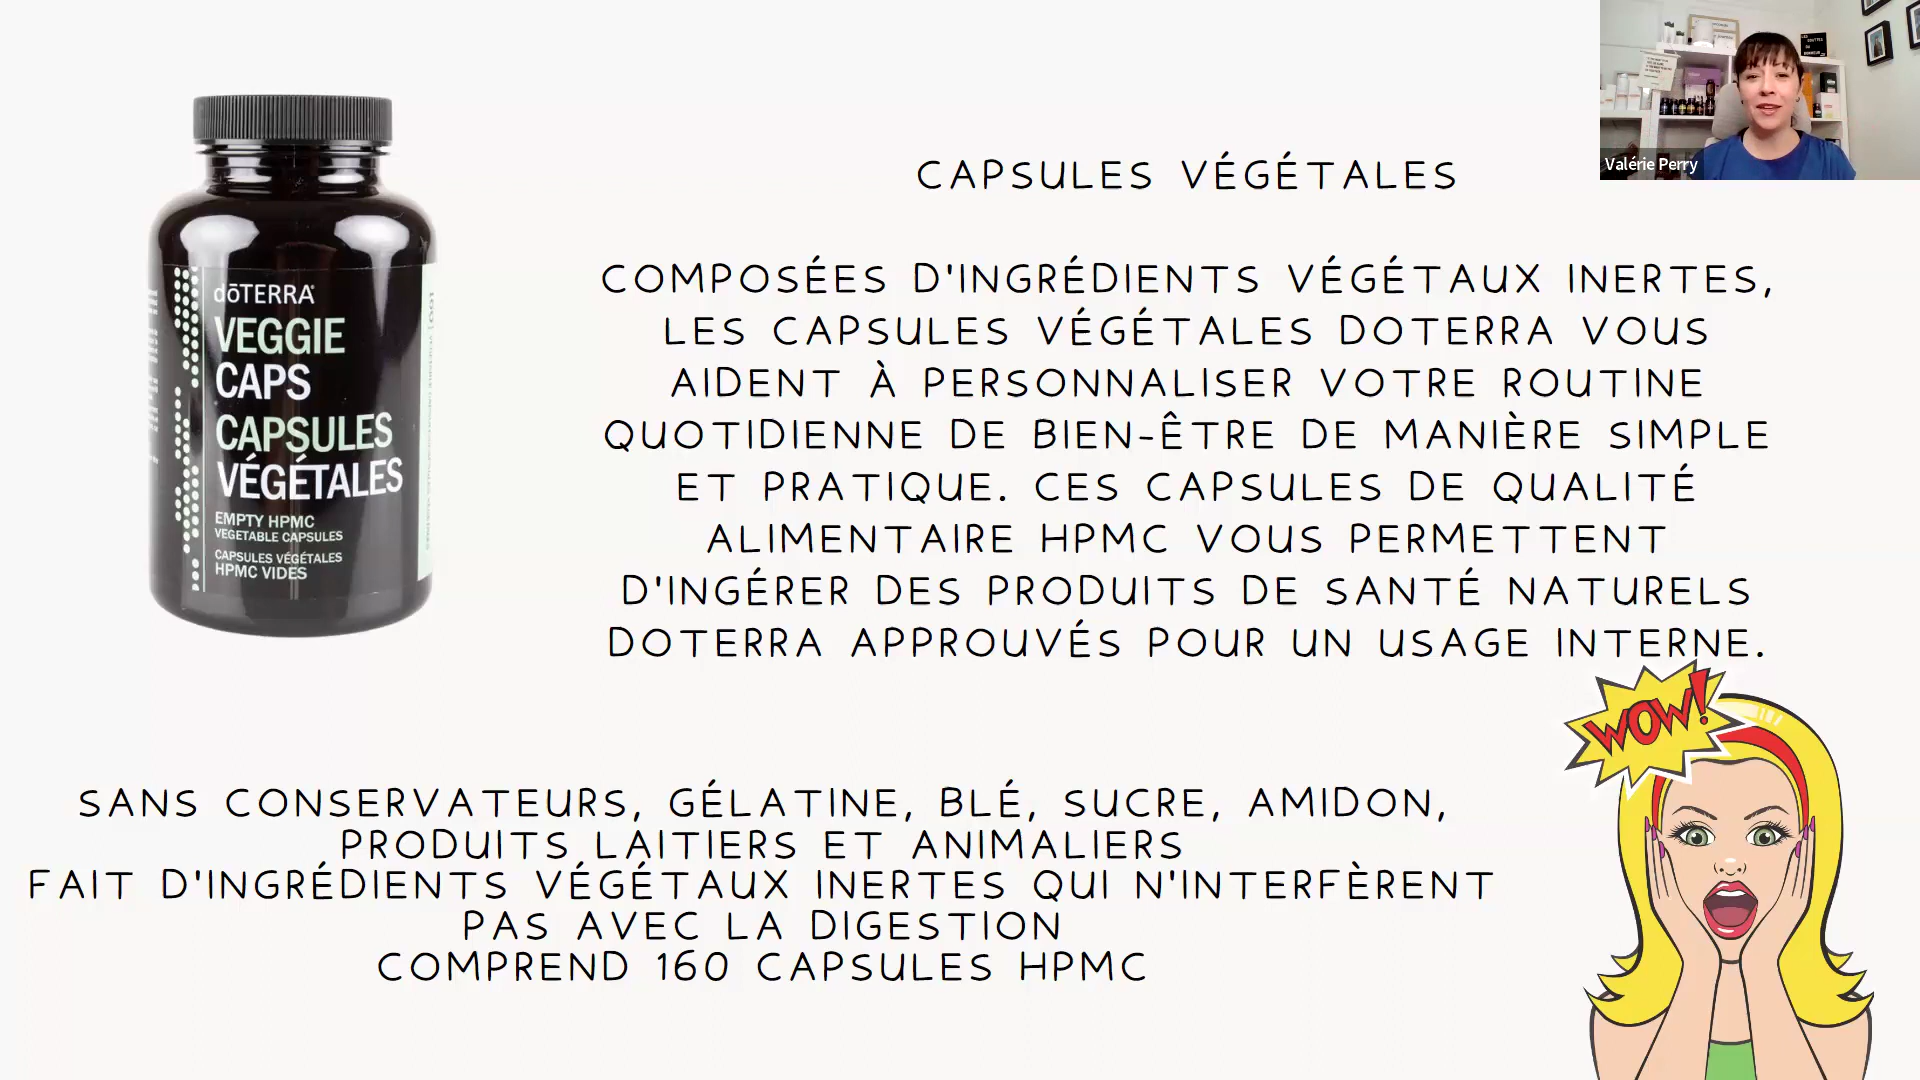 CAPSULES VÉGÉTALES
COMPOSÉES D'INGRÉDIENTS VÉGÉTAUX INERTES,
LES CAPSULES VÉGÉTALES DOTERRA VOUS
AIDENT À PERSONNALISER VOTRE ROUTINE
QUOTIDIENNE DE BIEN-ÊTRE DE MANIÈRE SIMPLE
ET PRATIQUE. CES CAPSULES DE QUALITÉ
ALIMENTAIRE HPMC VOUS PERMETTENT
D'INGÉRER DES PRODUITS DE SANTÉ NATURELS
DOTERRA APPROUVÉS POUR UN USAGE INTERNE.
dōTERRA
VEGGIE
CAPS
CAPSULES
VÉGÉTALES
EMPTY HPMC
VEGETABLE CAPSULES
CAPSULES VÉGÉTALES
HPMC VIDES
Valérie Perry
WOW!
SANS CONSERVATEURS, GÉLATINE, BLÉ, SUCRE, AMIDON,
PRODUITS LAITIERS ET ANIMALIERS
FAIT D'INGRÉDIENTS VÉGÉTAUX INERTES QUI N'INTERFÈRENT
PAS AVEC LA DIGESTION
COMPREND 160 CAPSULES HPMC